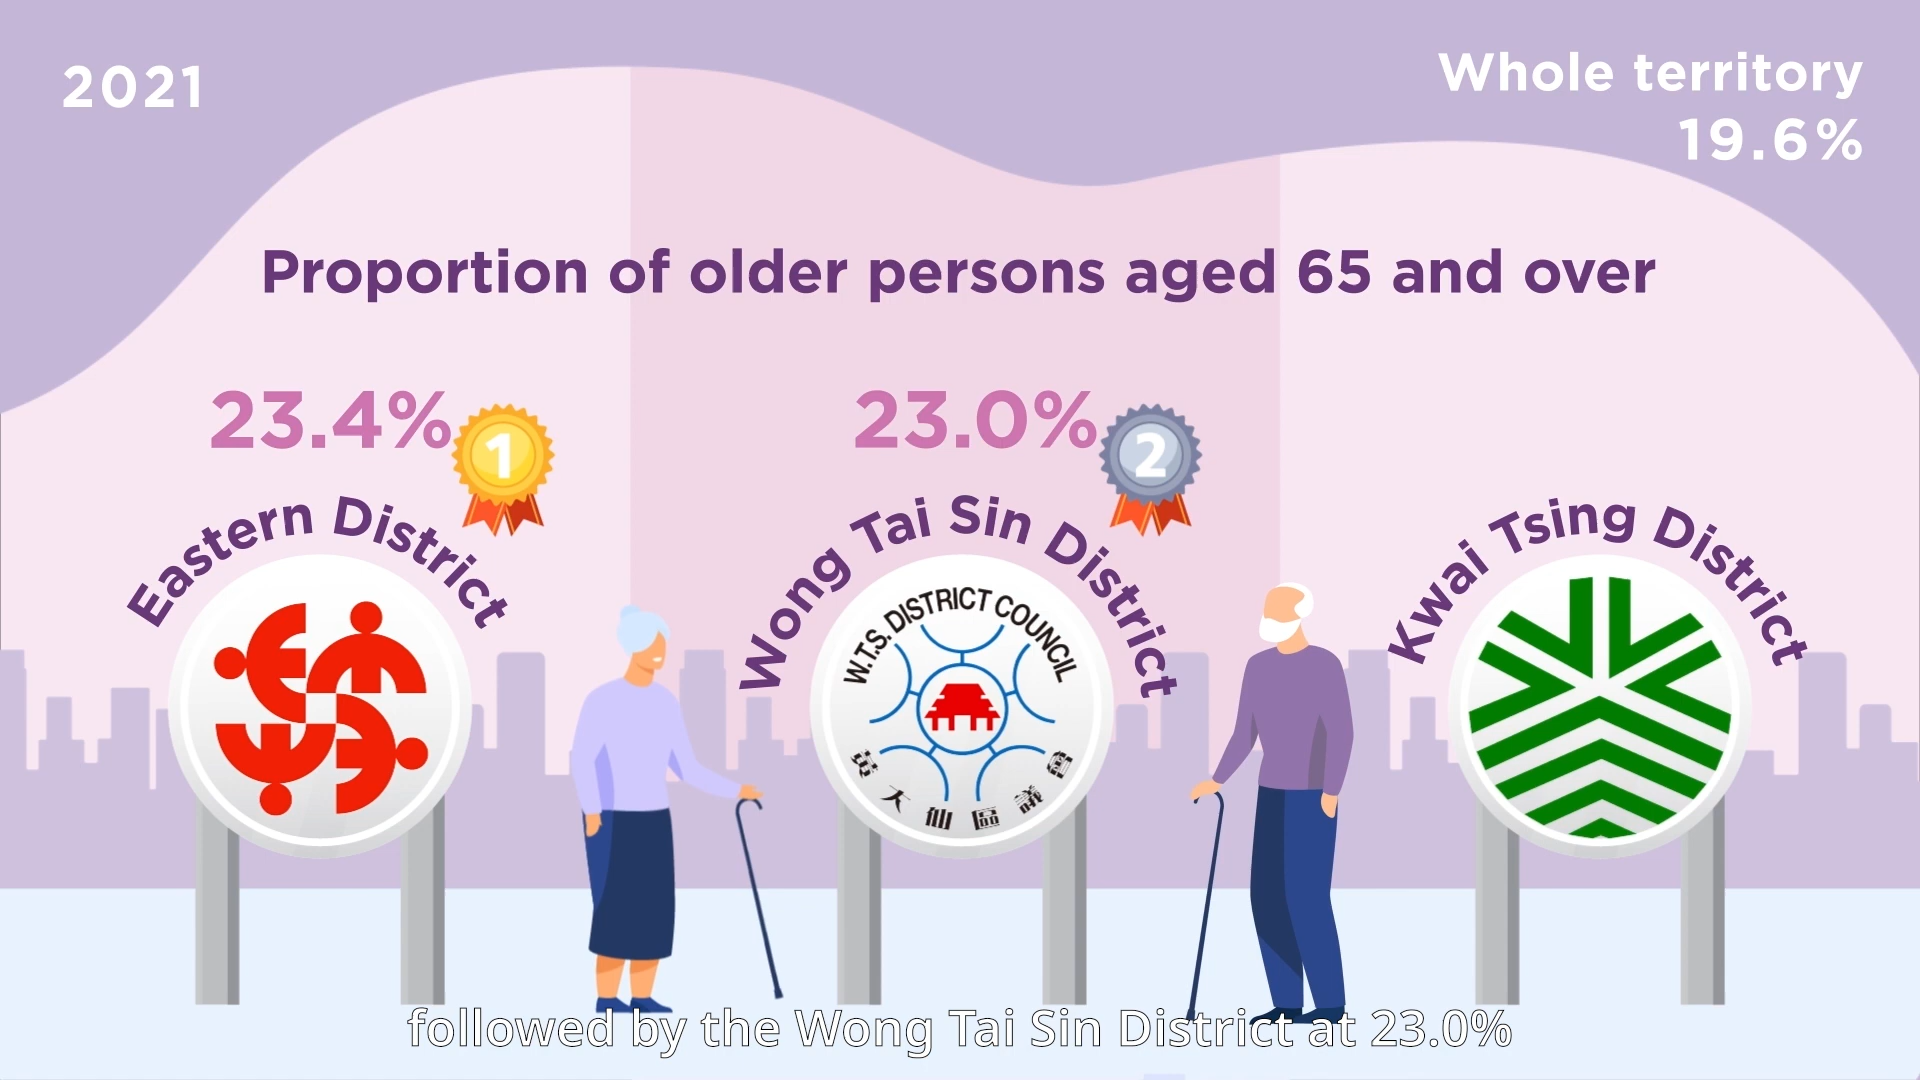 2021
Whole territory
19.6%
Proportion of older persons aged 65 and over
23.4%
1
23.0%
2
Eastern District
Wong Tai Sin District
Kwai Tsing District
W.T.S. DISTRICT COUNCIL
大仙區議會
followed by the Wong Tai Sin District at 23.0%